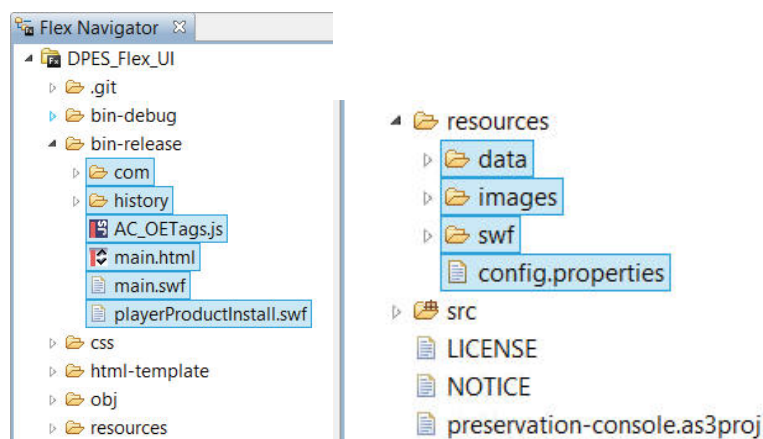 Flex Navigator
DPES_Flex_UI
.git
bin-debug
bin-release
com
history
AC_OETags.js
main.html
main.swf
playerProductInstall.swf
css
html-template
obj
resources
resources
data
images
swf
config.properties
src
LICENSE
NOTICE
preservation-console.as3proj